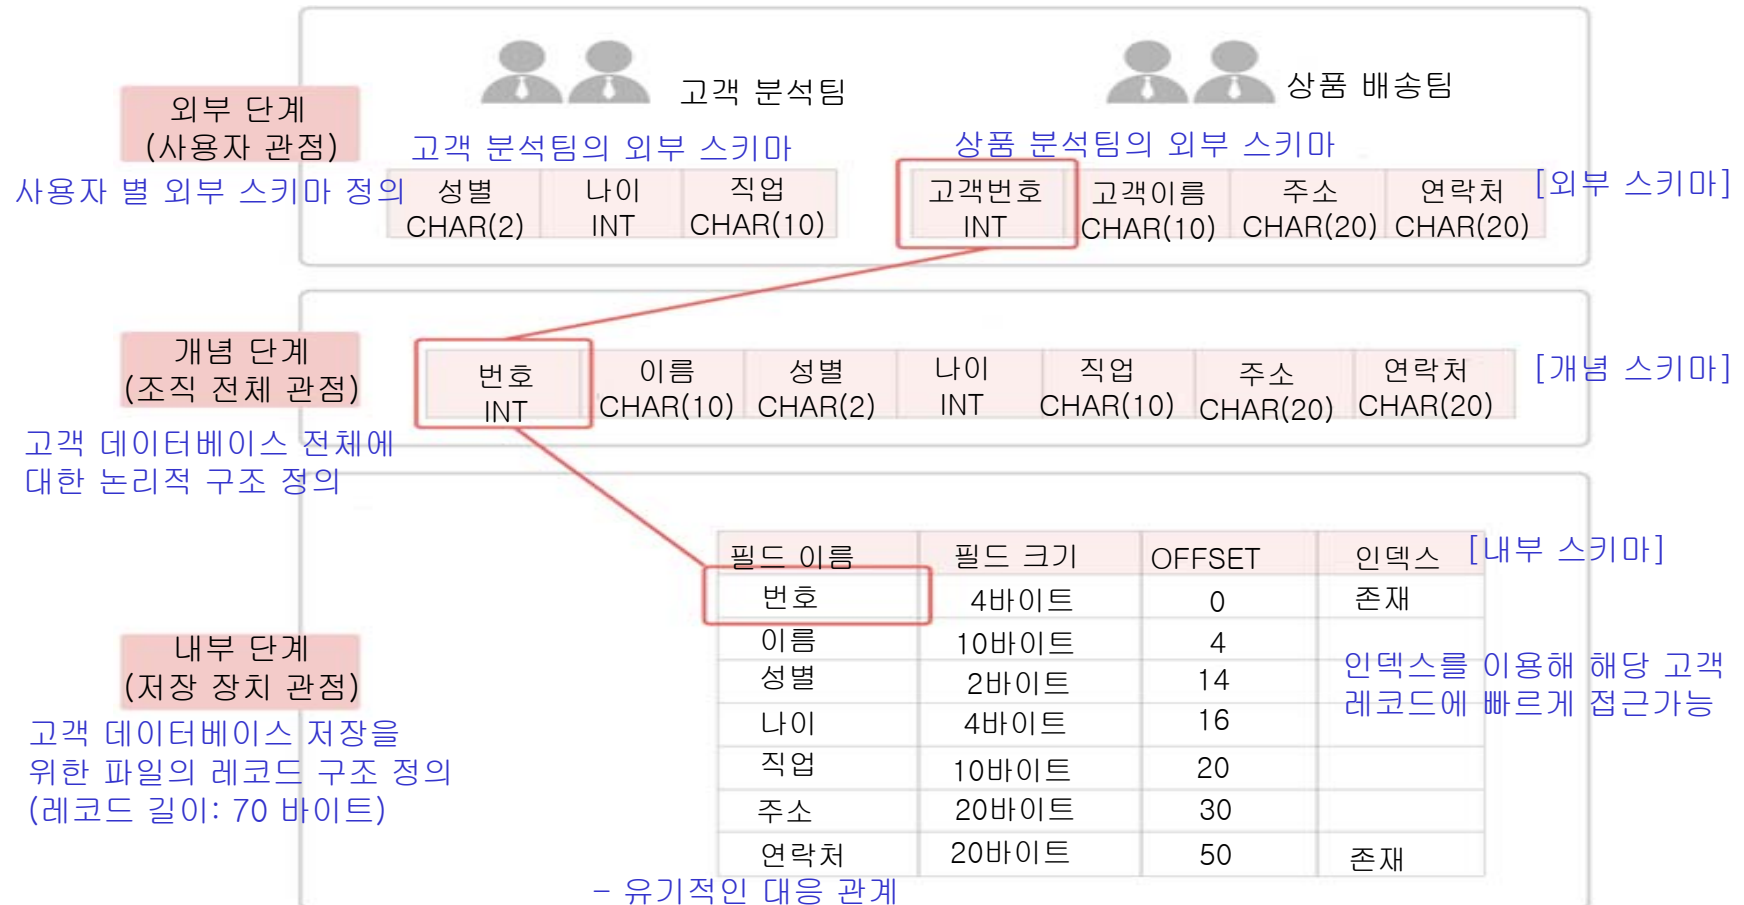 고객 분석팀
상품 배송팀
외부 단계
(사용자 관점)
고객 분석팀의 외부 스키마
상품 분석팀의 외부 스키마
사용자 별 외부 스키마 정의
성별 나이 직업
CHAR(2) INT CHAR(10)
고객번호 고객이름 주소 연락처
INT CHAR(10) CHAR(20) CHAR(20)
[외부 스키마]
개념 단계
(조직 전체 관점)
번호 이름 성별 나이 직업 주소 연락처
INT CHAR(10) CHAR(2) INT CHAR(10) CHAR(20) CHAR(20)
[개념 스키마]
고객 데이터베이스 전체에
대한 논리적 구조 정의
필드 이름 필드 크기 OFFSET 인덱스
[내부 스키마]
번호 4바이트 0 존재
이름 10바이트 4
성별 2바이트 14
나이 4바이트 16
직업 10바이트 20
주소 20바이트 30
연락처 20바이트 50 존재
인덱스를 이용해 해당 고객
레코드에 빠르게 접근가능
내부 단계
(저장 장치 관점)
고객 데이터베이스 저장을
위한 파일의 레코드 구조 정의
(레코드 길이: 70 바이트)
- 유기적인 대응 관계